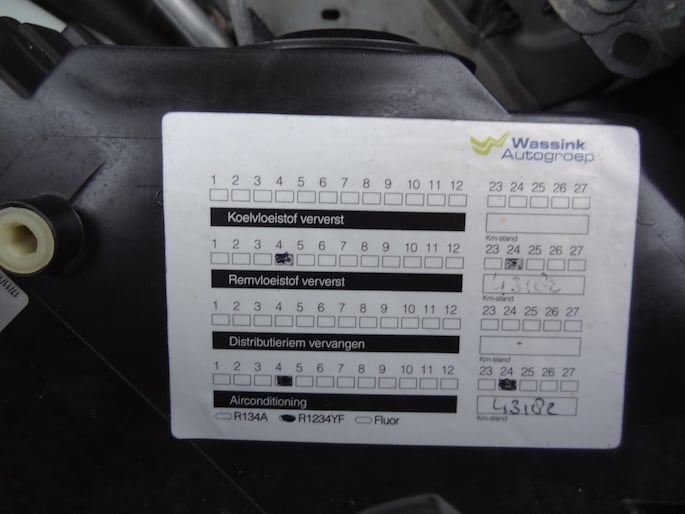 Wassink
Autogroep
1 2 3 4 5 6 7 8 9 10 11 12 23 24 25 26 27
Koelvloeistof ververst
Km-stand
1 2 3 4 5 6 7 8 9 10 11 12 23 24 25 26 27
Remvloeistof ververst
43182
Km-stand
1 2 3 4 5 6 7 8 9 10 11 12 23 24 25 26 27
Distributieriem vervangen
Km-stand
1 2 3 4 5 6 7 8 9 10 11 12 23 24 25 26 27
Airconditioning
43182
R134A R1234YF Fluor
Km-stand